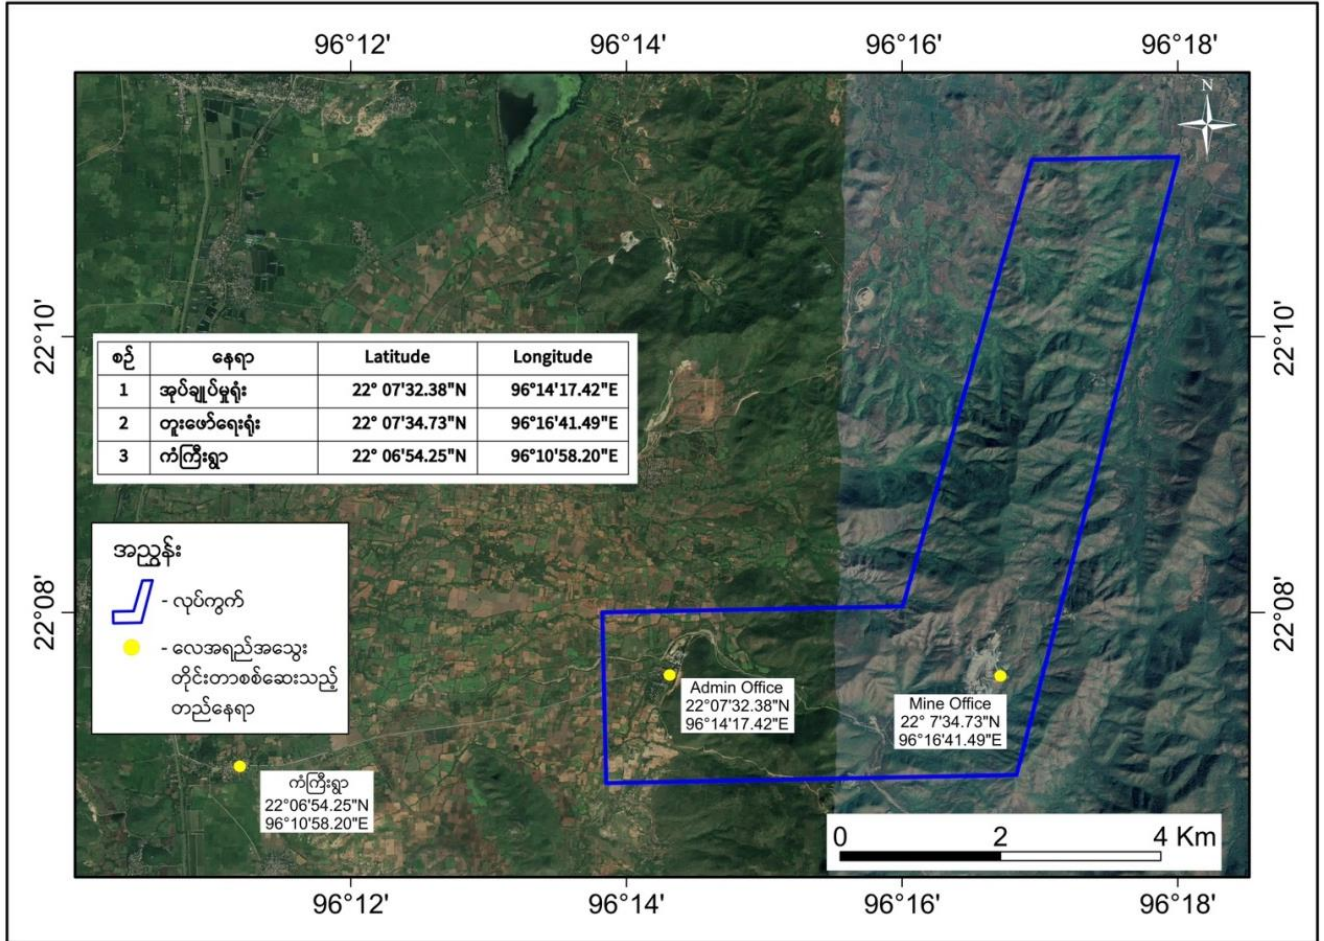 96°12' 96°14' 96°16' 96°18'
N
22°10' 22°10'
စဉ် နေရာ Latitude Longitude
1 အုပ်ချုပ်မှုရုံး 22° 07'32.38"N 96°14'17.42"E
2 တူးဖော်ရေးရုံး 22° 07'34.73"N 96°16'41.49"E
3 ကံကြီးရွာ 22° 06'54.25"N 96°10'58.20"E
အညွှန်း
- လုပ်ကွက်
- လေအရည်အသွေး
တိုင်းတာစစ်ဆေးသည့်
တည်နေရာ
22°08' 22°08'
Admin Office
22°07'32.38"N
96°14'17.42"E
Mine Office
22° 7'34.73"N
96°16'41.49"E
ကံကြီးရွာ
22°06'54.25"N
96°10'58.20"E
0 2 4 Km
96°12' 96°14' 96°16' 96°18'